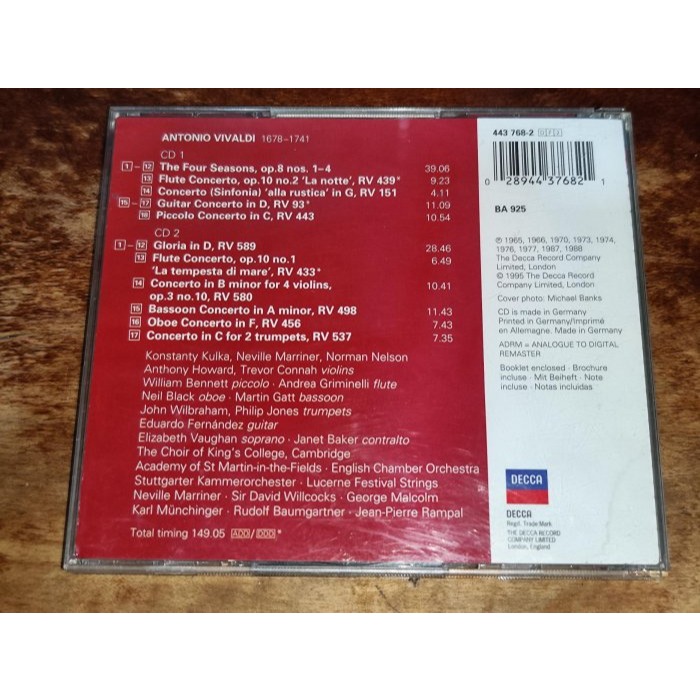 ANTONIO VIVALDI 1678–1741
CD 1
1 – 12 The Four Seasons, op.8 nos. 1–4 39.06
13 Flute Concerto, op.10 no.2 'La notte', RV 439* 9.23
14 Concerto (Sinfonia) 'alla rustica' in G, RV 151 4.11
15 – 17 Guitar Concerto in D, RV 93* 11.09
18 Piccolo Concerto in C, RV 443 10.54
CD 2
1 – 12 Gloria in D, RV 589 28.46
13 Flute Concerto, op.10 no.1 6.49
'La tempesta di mare', RV 433*
14 Concerto in B minor for 4 violins, 10.41
op.3 no.10, RV 580
15 Bassoon Concerto in A minor, RV 498 11.43
16 Oboe Concerto in F, RV 456 7.43
17 Concerto in C for 2 trumpets, RV 537 7.35
Konstanty Kulka, Neville Marriner, Norman Nelson
Anthony Howard, Trevor Connah violins
William Bennett piccolo · Andrea Griminelli flute
Neil Black oboe · Martin Gatt bassoon
John Wilbraham, Philip Jones trumpets
Eduardo Fernández guitar
Elizabeth Vaughan soprano · Janet Baker contralto
The Choir of King's College, Cambridge
Academy of St Martin-in-the-Fields · English Chamber Orchestra
Stuttgarter Kammerorchester · Lucerne Festival Strings
Neville Marriner · Sir David Willcocks · George Malcolm
Karl Münchinger · Rudolf Baumgartner · Jean-Pierre Rampal
Total timing 149.05 ADD/DDD*
443 768-2
0 28944 37682 1
BA 925
℗ 1965, 1966, 1970, 1973, 1974,
1976, 1977, 1987, 1988
The Decca Record Company
Limited, London
© 1995 The Decca Record
Company Limited, London
Cover photo: Michael Banks
CD is made in Germany
Printed in Germany/Imprimé
en Allemagne. Made in Germany
ADRM = ANALOGUE TO DIGITAL
REMASTER
Booklet enclosed · Brochure
incluse · Mit Beiheft · Note
incluse · Notas incluidas
DECCA
DECCA
Regd. Trade Mark
THE DECCA RECORD
COMPANY LIMITED
London, England